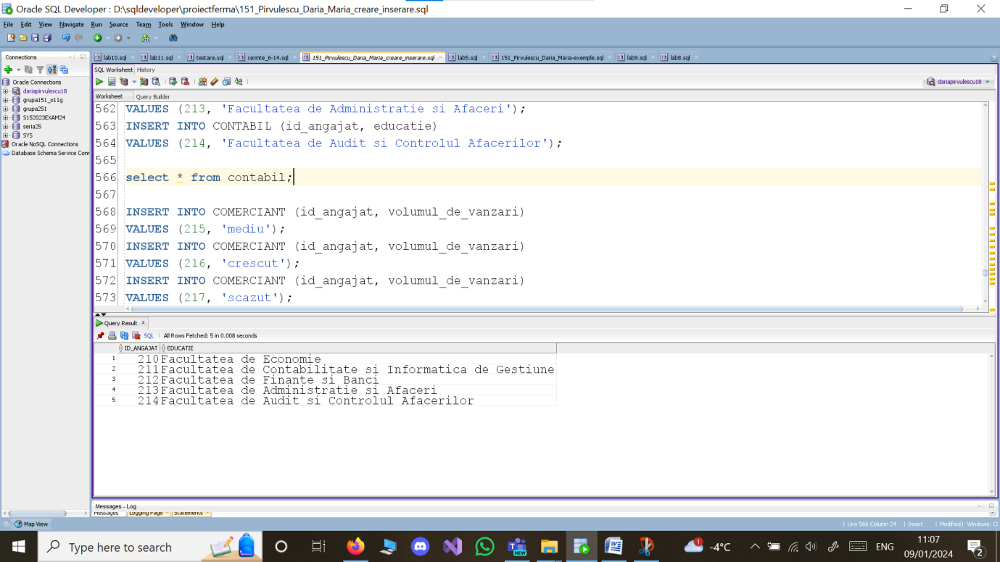 Oracle SQL Developer : D:\sqldeveloper\proiectferma\151_Pirvulescu_Daria_Maria_creare_inserare.sql
File Edit View Navigate Run Source Team Tools Window Help
Connections
lab10.sql lab11.sql testare.sql cerinte_6-14.sql 151_Pirvulescu_Daria_Maria_creare_inserare.sql lab5.sql 151_Pirvulescu_Daria_Maria-exemple.sql lab9.sql lab8.sql
Oracle Connections
dariapirvulescu18
grupa151_o11g
grupa251
S152023EXAM24
seria25
SYS
Oracle NoSQL Connections
Database Schema Service Conr
SQL Worksheet History
dariapirvulescu18
Worksheet Query Builder
562 VALUES (213, 'Facultatea de Administratie si Afaceri');
563 INSERT INTO CONTABIL (id_angajat, educatie)
564 VALUES (214, 'Facultatea de Audit si Controlul Afacerilor');
565
566 select * from contabil;
567
568 INSERT INTO COMERCIANT (id_angajat, volumul_de_vanzari)
569 VALUES (215, 'mediu');
570 INSERT INTO COMERCIANT (id_angajat, volumul_de_vanzari)
571 VALUES (216, 'crescut');
572 INSERT INTO COMERCIANT (id_angajat, volumul_de_vanzari)
573 VALUES (217, 'scazut');
Query Result x
SQL | All Rows Fetched: 5 in 0.008 seconds
ID_ANGAJAT EDUCATIE
1 210 Facultatea de Economie
2 211 Facultatea de Contabilitate si Informatica de Gestiune
3 212 Facultatea de Finante si Banci
4 213 Facultatea de Administratie si Afaceri
5 214 Facultatea de Audit si Controlul Afacerilor
Messages - Log
Messages Logging Page Statements
Map View
Line 566 Column 24 | Insert | Modified | Windows: C
Type here to search
NEW
1
-4°C
ENG
11:07
09/01/2024
2